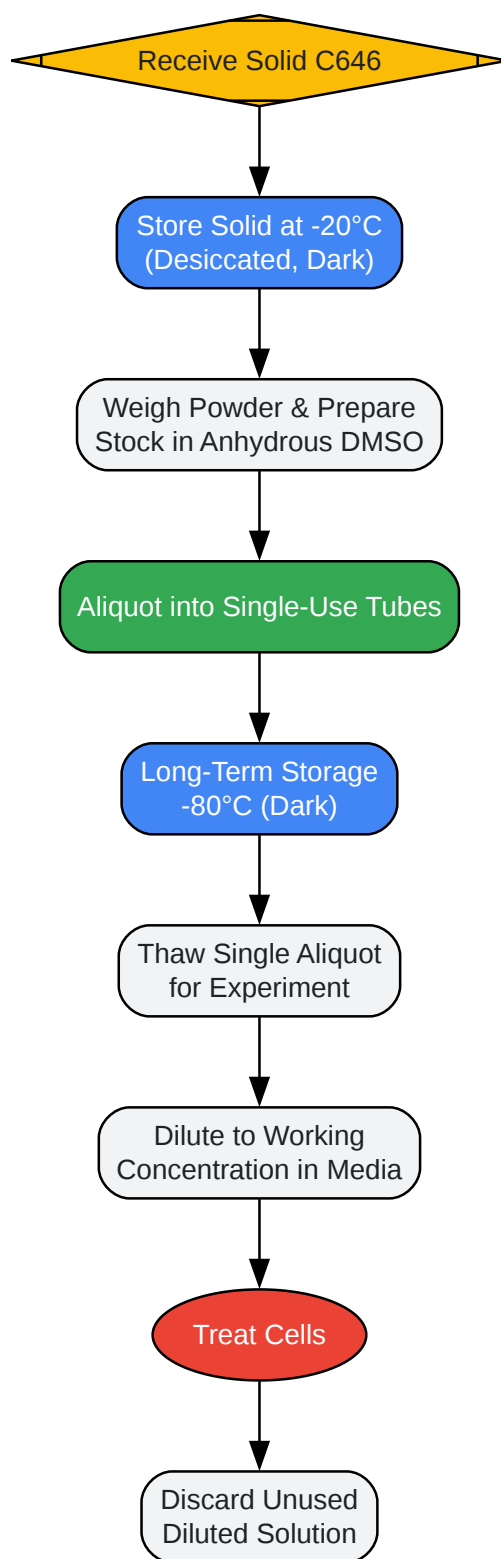 Receive Solid C646
Store Solid at -20°C
(Desiccated, Dark)
Weigh Powder & Prepare
Stock in Anhydrous DMSO
Aliquot into Single-Use Tubes
Long-Term Storage
-80°C (Dark)
Thaw Single Aliquot
for Experiment
Dilute to Working
Concentration in Media
Treat Cells
Discard Unused
Diluted Solution